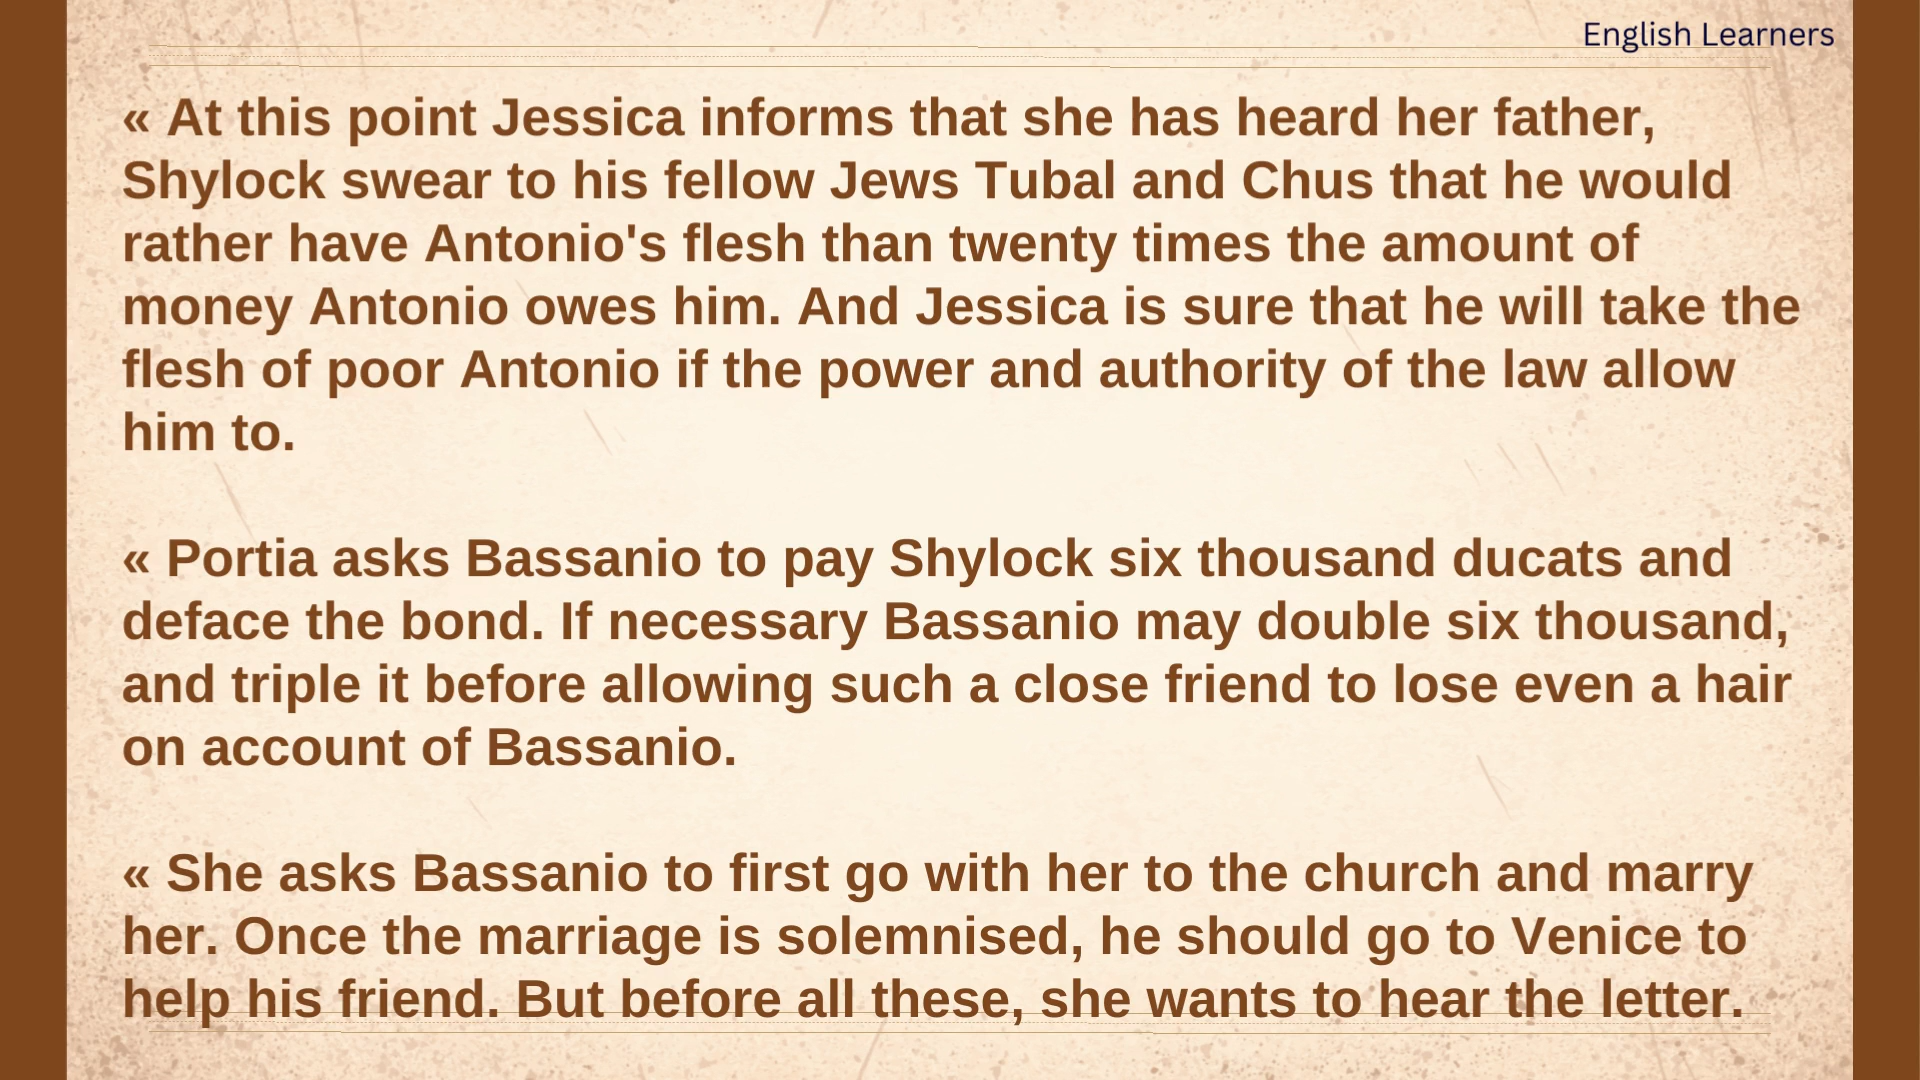 English Learners
« At this point Jessica informs that she has heard her father,
Shylock swear to his fellow Jews Tubal and Chus that he would
rather have Antonio's flesh than twenty times the amount of
money Antonio owes him. And Jessica is sure that he will take the
flesh of poor Antonio if the power and authority of the law allow
him to.
« Portia asks Bassanio to pay Shylock six thousand ducats and
deface the bond. If necessary Bassanio may double six thousand,
and triple it before allowing such a close friend to lose even a hair
on account of Bassanio.
« She asks Bassanio to first go with her to the church and marry
her. Once the marriage is solemnised, he should go to Venice to
help his friend. But before all these, she wants to hear the letter.